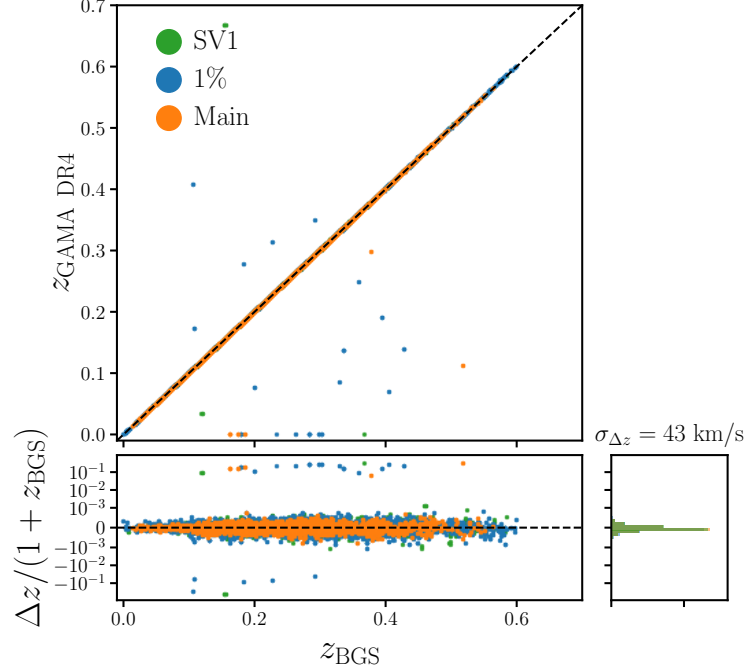 0.7
0.6
0.5
0.4
0.3
0.2
0.1
0.0
z_GAMA DR4
SV1
1%
Main
σ_Δz = 43 km/s
Δz/(1 + z_BGS)
10^-1
10^-2
10^-3
0
−10^-3
−10^-2
−10^-1
0.0 0.2 0.4 0.6
z_BGS